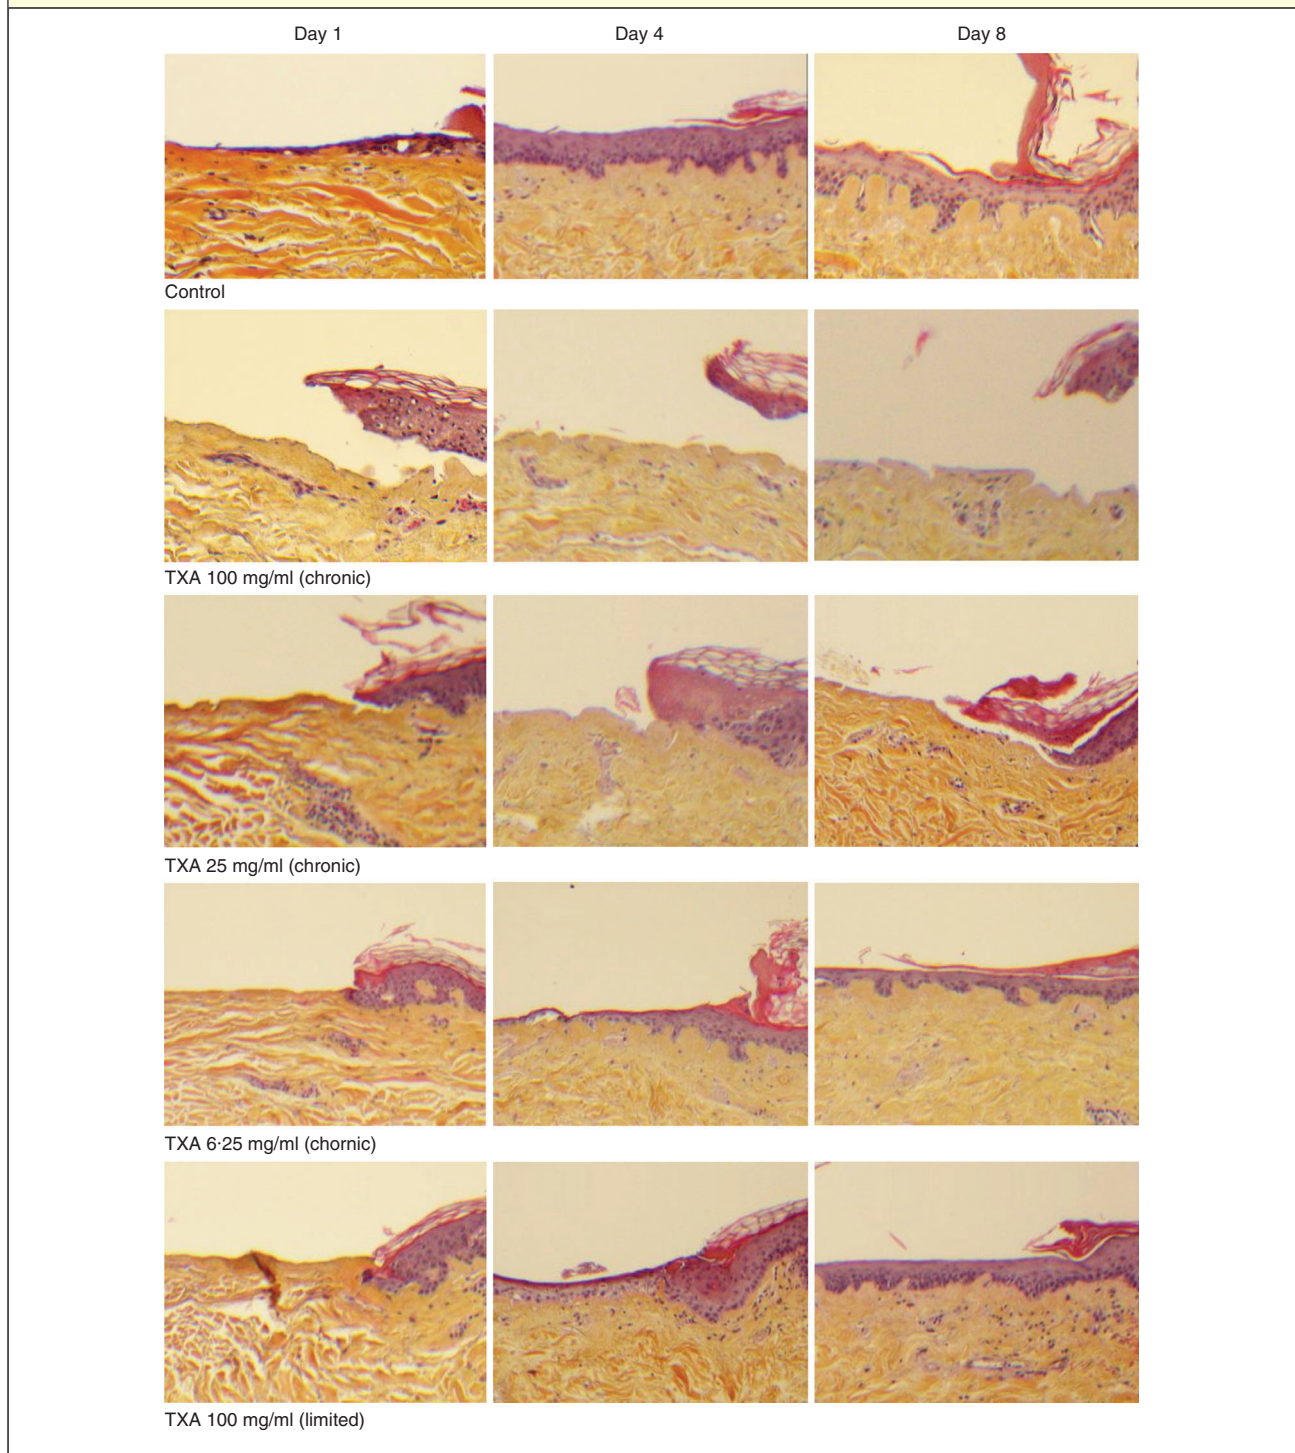 Day 1 Day 4 Day 8
Control
TXA 100 mg/ml (chronic)
TXA 25 mg/ml (chronic)
TXA 6·25 mg/ml (chornic)
TXA 100 mg/ml (limited)